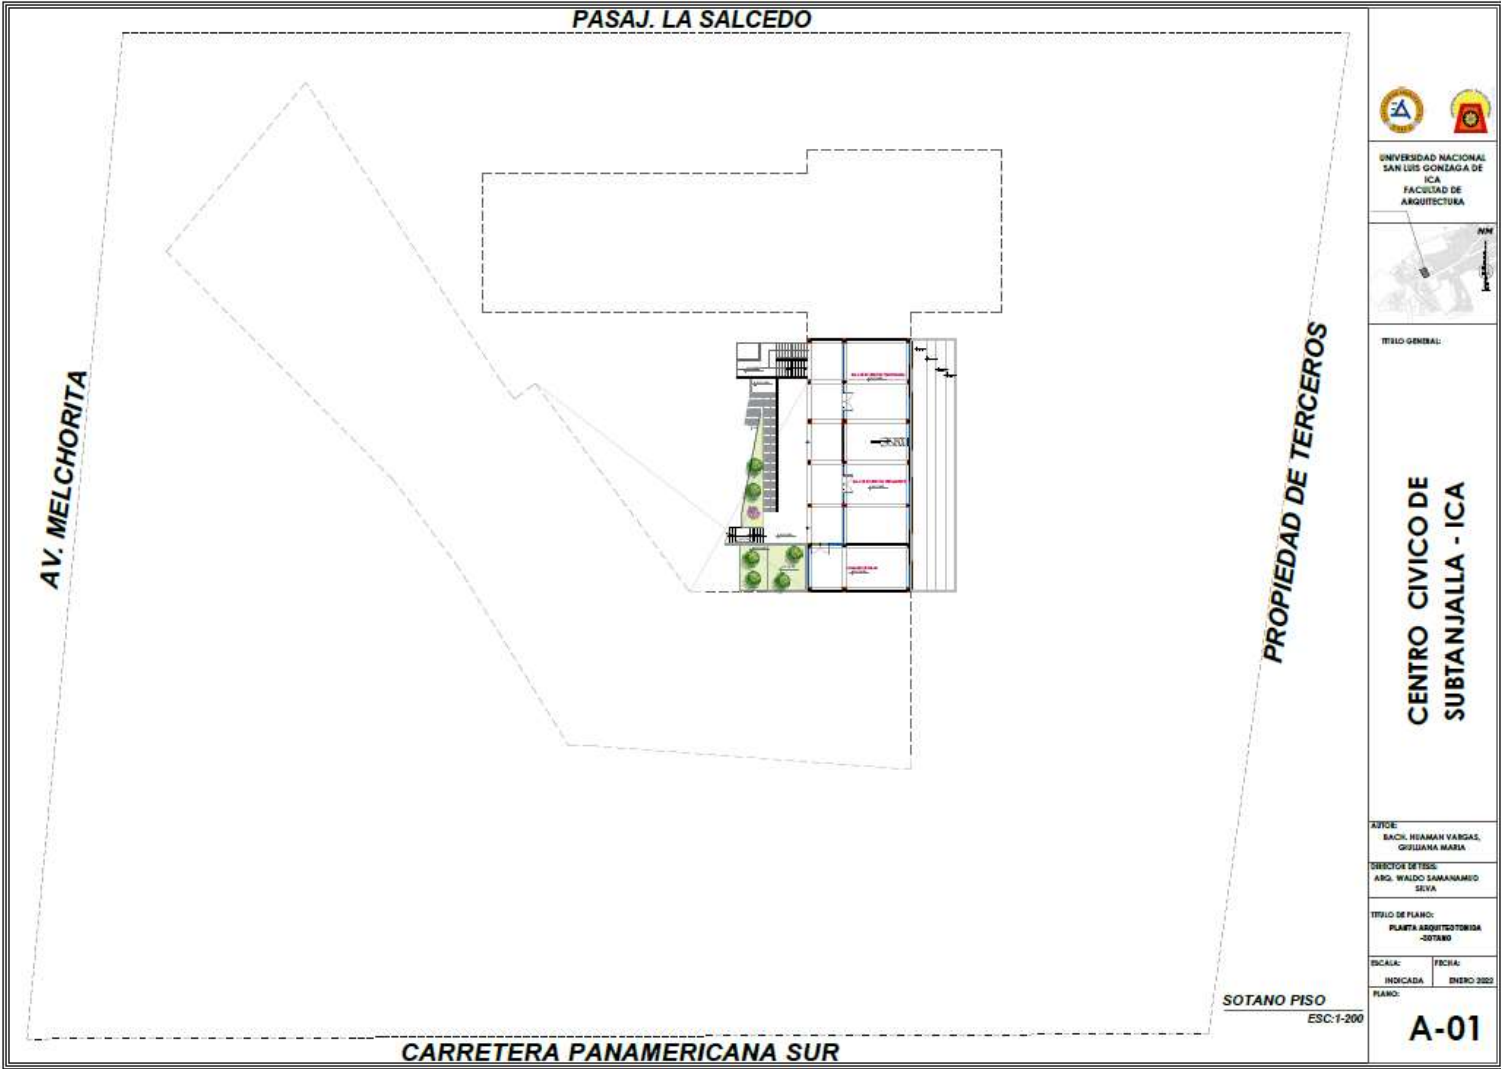 PASAJ. LA SALCEDO
AV. MELCHORITA
PROPIEDAD DE TERCEROS
SOTANO PISO
ESC:1-200
CARRETERA PANAMERICANA SUR
UNIVERSIDAD NACIONAL
SAN LUIS GONZAGA DE
ICA
FACULTAD DE
ARQUITECTURA
NM
TITULO GENERAL:
CENTRO CIVICO DE
SUBTANJALLA - ICA
AUTOR:
BACH. HUAMAN VARGAS,
GIULIANA MARIA
DIRECTOR DE TESIS:
ARQ. WALDO SAMANAMUD
SILVA
TITULO DE PLANO:
PLANTA ARQUITECTONICA
-SOTANO
ESCALA:
INDICADA
FECHA:
ENERO 2022
PLANO:
A-01